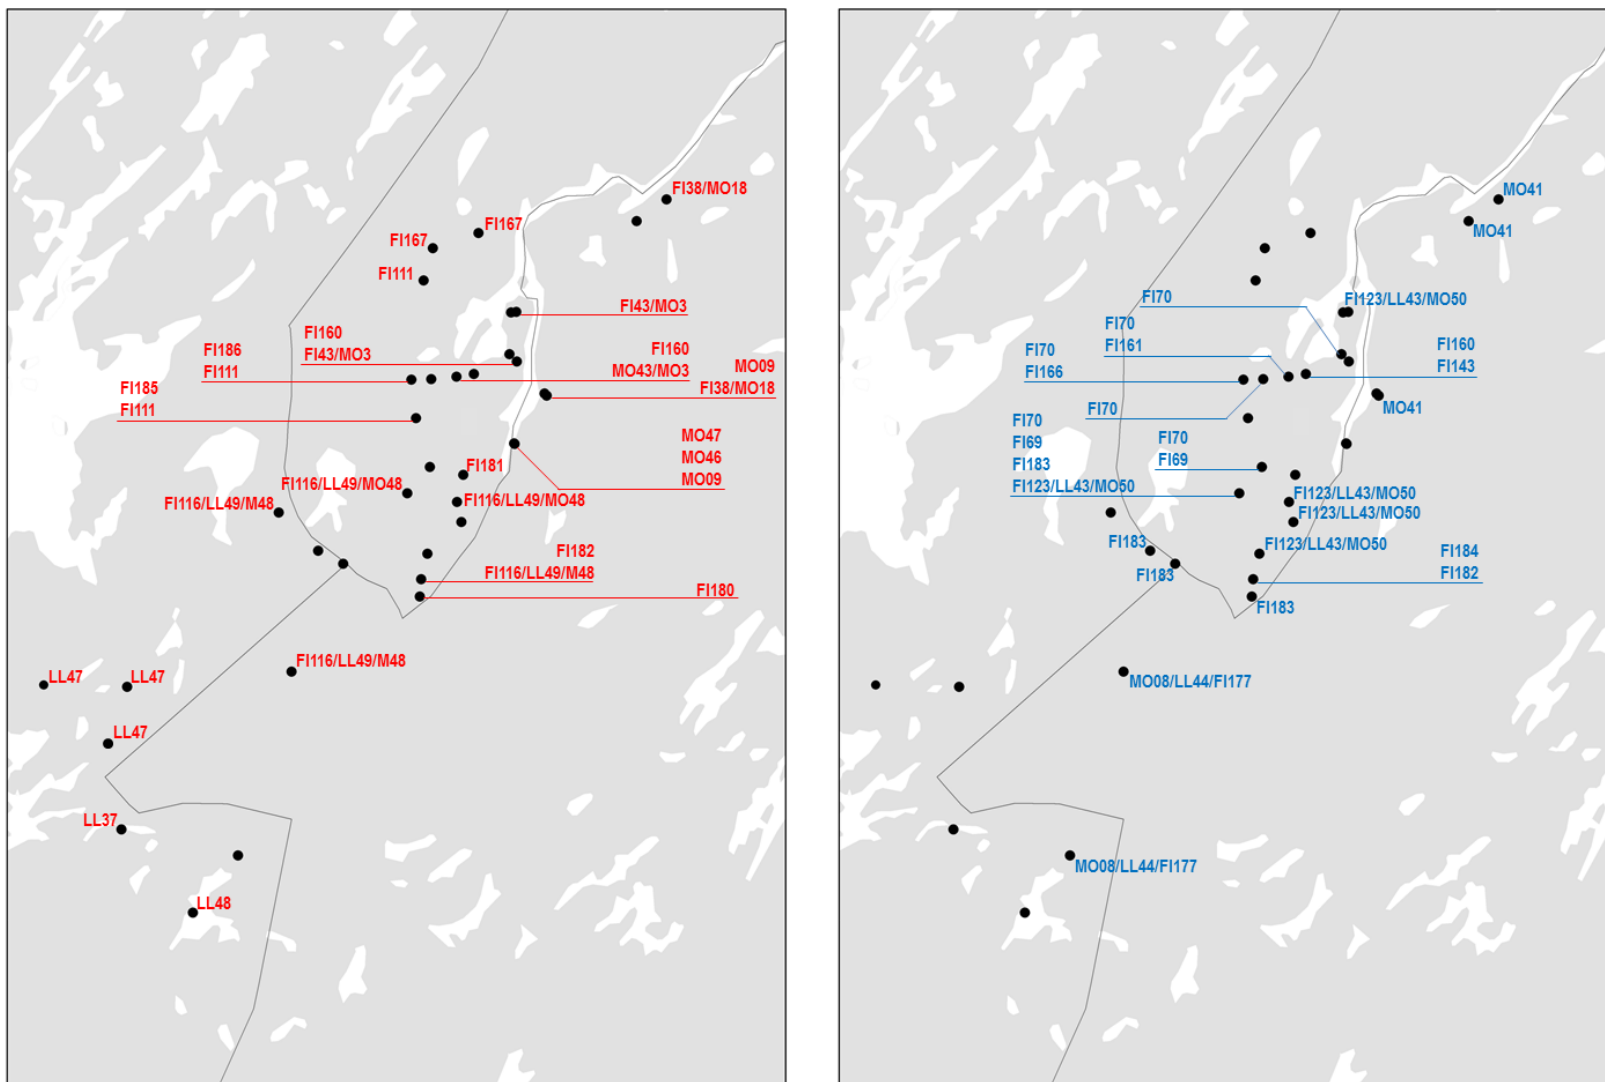 FI38/MO18
FI167
FI167
FI111
FI43/MO3
FI160
FI43/MO3
FI160
MO43/MO3
FI186
FI111
MO09
FI38/MO18
FI185
FI111
MO47
MO46
MO09
FI181
FI116/LL49/MO48
FI116/LL49/MO48
FI116/LL49/M48
FI182
FI116/LL49/M48
FI180
FI116/LL49/M48
LL47
LL47
LL47
LL37
LL48
MO41
MO41
FI70
FI123/LL43/MO50
FI70
FI161
FI160
FI143
FI70
FI166
MO41
FI70
FI70
FI69
FI183
FI123/LL43/MO50
FI70
FI69
FI123/LL43/MO50
FI123/LL43/MO50
FI183
FI123/LL43/MO50
FI184
FI182
FI183
FI183
MO08/LL44/FI177
MO08/LL44/FI177